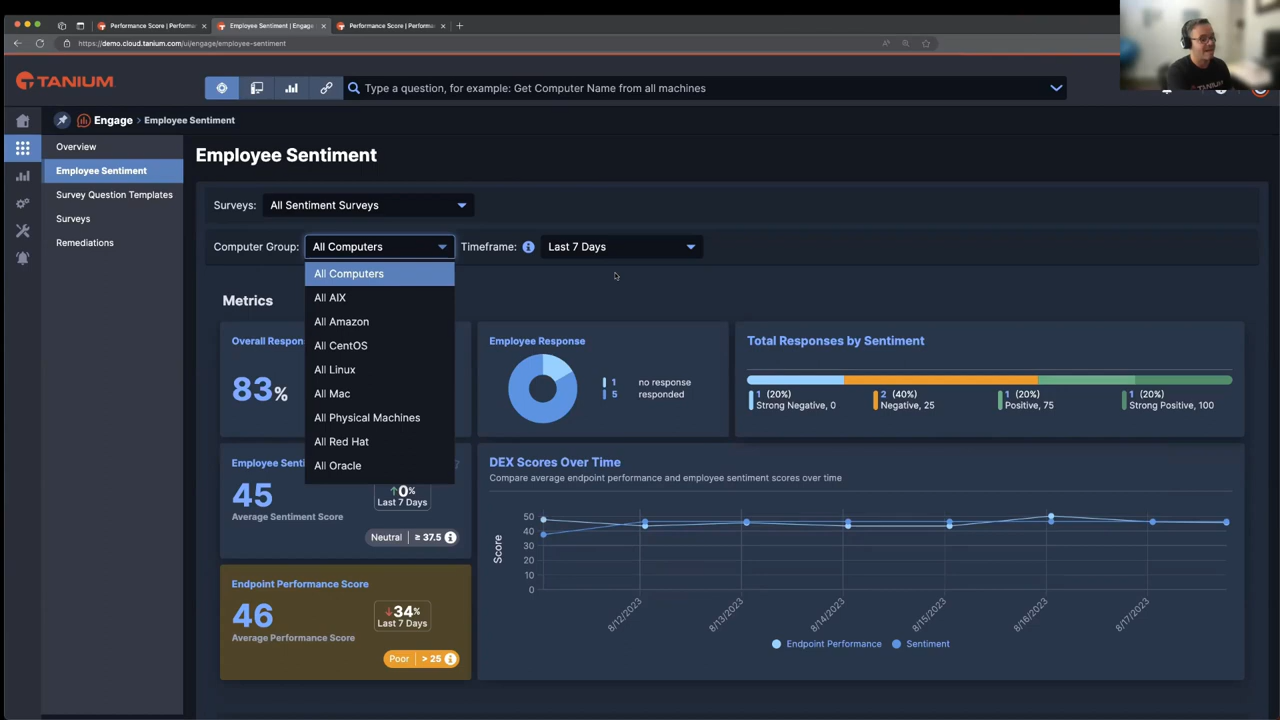 Performance Score | Performa
Employee Sentiment | Engage
Performance Score | Performan
https://demo.cloud.tanium.com/ui/engage/employee-sentiment
TANIUM
Type a question, for example: Get Computer Name from all machines
Engage > Employee Sentiment
Overview
Employee Sentiment
Survey Question Templates
Surveys
Remediations
Employee Sentiment
Surveys: All Sentiment Surveys
Computer Group: All Computers Timeframe: Last 7 Days
All Computers
All AIX
All Amazon
All CentOS
All Linux
All Mac
All Physical Machines
All Red Hat
All Oracle
Metrics
Overall Respon
83%
Employee Response
1 no response
5 responded
Total Responses by Sentiment
1 (20%)
Strong Negative, 0
2 (40%)
Negative, 25
1 (20%)
Positive, 75
1 (20%)
Strong Positive, 100
Employee Senti
45
Average Sentiment Score
0%
Last 7 Days
Neutral ≥ 37.5
DEX Scores Over Time
Compare average endpoint performance and employee sentiment scores over time
Score
50
40
30
20
10
0
8/12/2023
8/13/2023
8/14/2023
8/15/2023
8/16/2023
8/17/2023
Endpoint Performance
Sentiment
Endpoint Performance Score
46
Average Performance Score
34%
Last 7 Days
Poor > 25